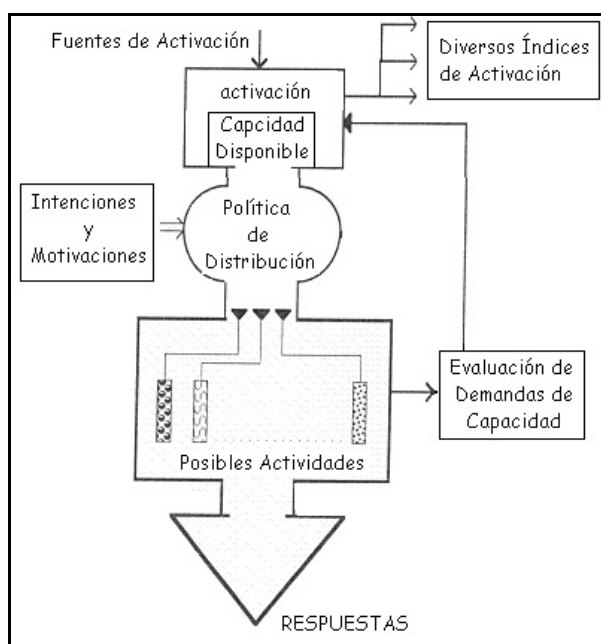 Fuentes de Activación
Diversos Índices
de Activación
activación
Capcidad
Disponible
Intenciones
y
Motivaciones
Política
de
Distribución
Evaluación de
Demandas de
Capacidad
Posibles Actividades
RESPUESTAS